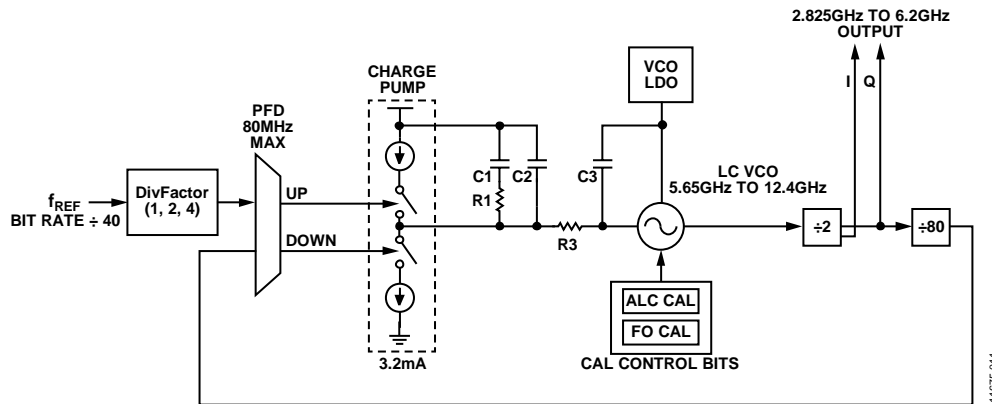 2.825GHz TO 6.2GHz
OUTPUT
I
Q
VCO
LDO
CHARGE
PUMP
PFD
80MHz
MAX
C1
C2
C3
R1
LC VCO
5.65GHz TO 12.4GHz
fREF
BIT RATE ÷ 40
DivFactor
(1, 2, 4)
UP
DOWN
R3
÷2
÷80
ALC CAL
FO CAL
CAL CONTROL BITS
3.2mA